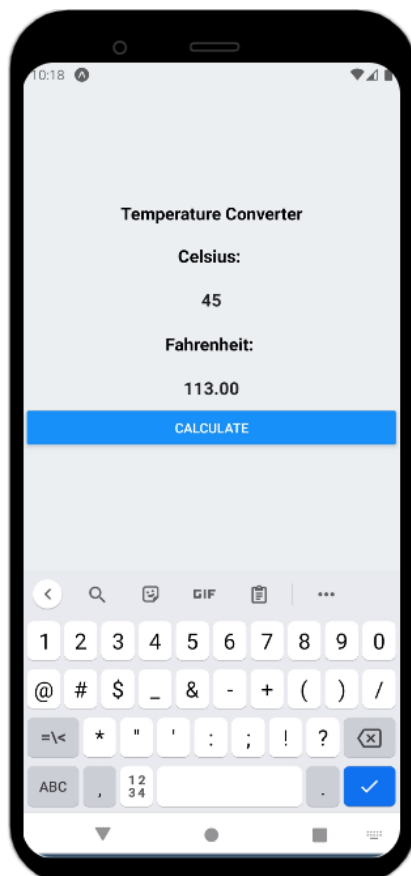 10:18
Temperature Converter
Celsius:
45
Fahrenheit:
113.00
CALCULATE
GIF
1 2 3 4 5 6 7 8 9 0
@ # $ _ & - + ( ) /
=\< * " ' : ; ! ?
ABC , 12 .
34